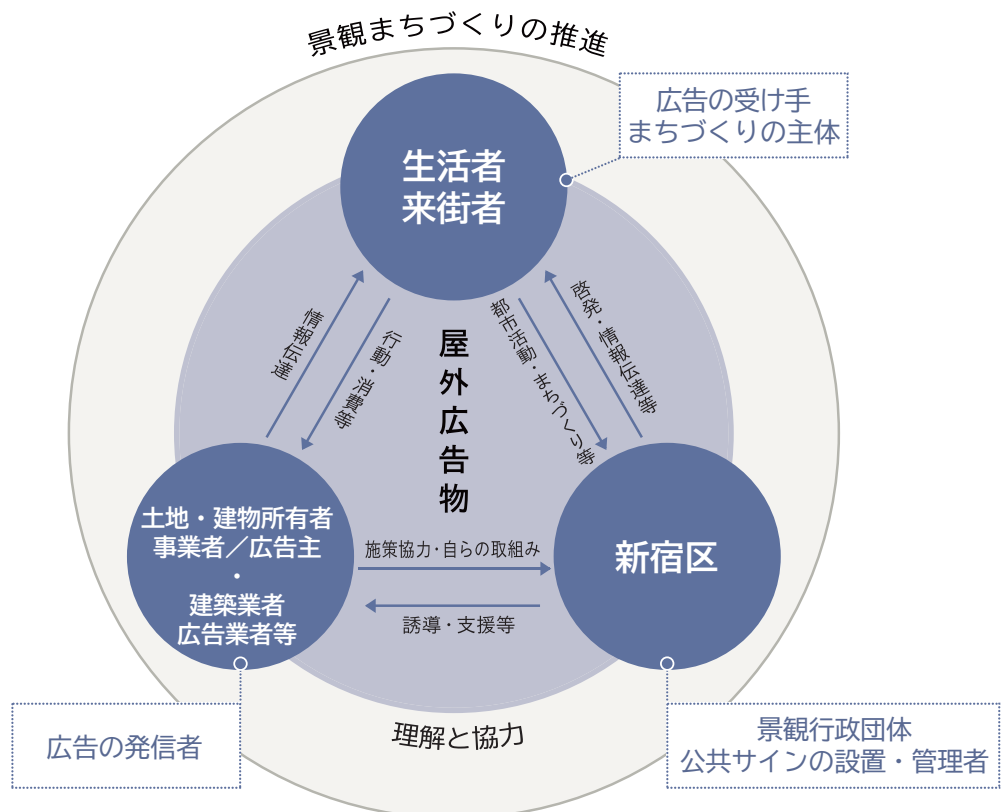 景観まちづくりの推進
広告の受け手
まちづくりの主体
生活者
来街者
情報伝達
行動・消費等
屋外広告物
都市活動・まちづくり等
啓発・情報伝達等
土地・建物所有者
事業者／広告主
・
建築業者
広告業者等
施策協力・自らの取組み
誘導・支援等
新宿区
広告の発信者
理解と協力
景観行政団体
公共サインの設置・管理者